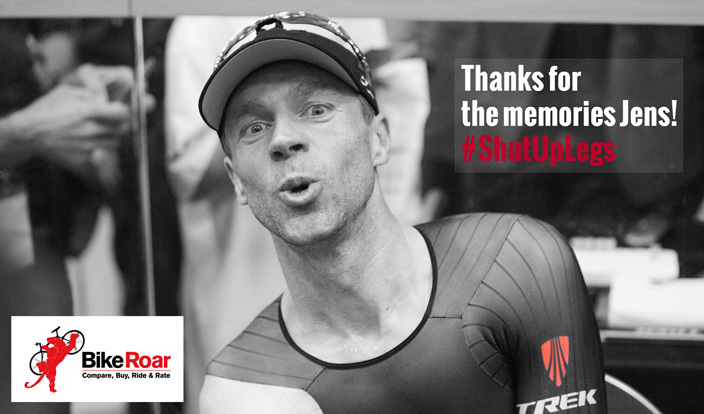 Thanks for
the memories Jens!
#ShutUpLegs
BikeRoar
Compare, Buy, Ride & Rate
TREK